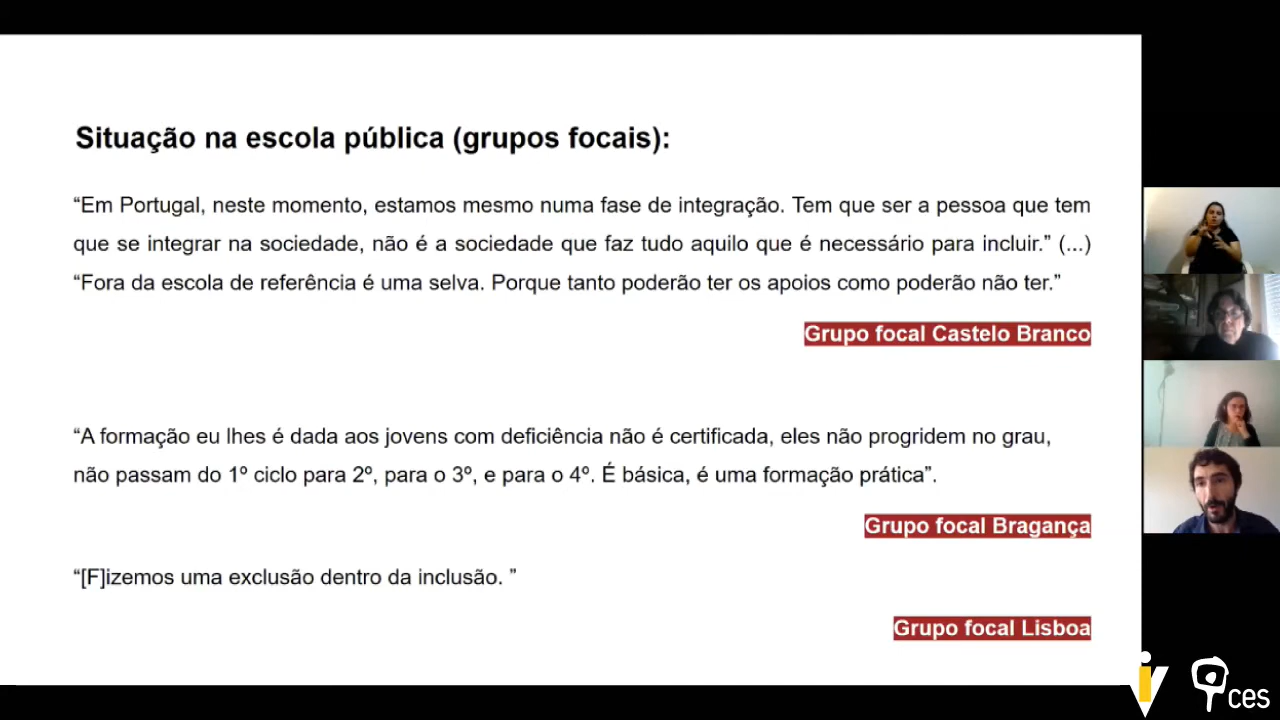 Situação na escola pública (grupos focais):
“Em Portugal, neste momento, estamos mesmo numa fase de integração. Tem que ser a pessoa que tem
que se integrar na sociedade, não é a sociedade que faz tudo aquilo que é necessário para incluir.” (...)
“Fora da escola de referência é uma selva. Porque tanto poderão ter os apoios como poderão não ter.”
Grupo focal Castelo Branco
“A formação eu lhes é dada aos jovens com deficiência não é certificada, eles não progridem no grau,
não passam do 1º ciclo para 2º, para o 3º, e para o 4º. É básica, é uma formação prática”.
Grupo focal Bragança
“[F]izemos uma exclusão dentro da inclusão. ”
Grupo focal Lisboa
iv
ces